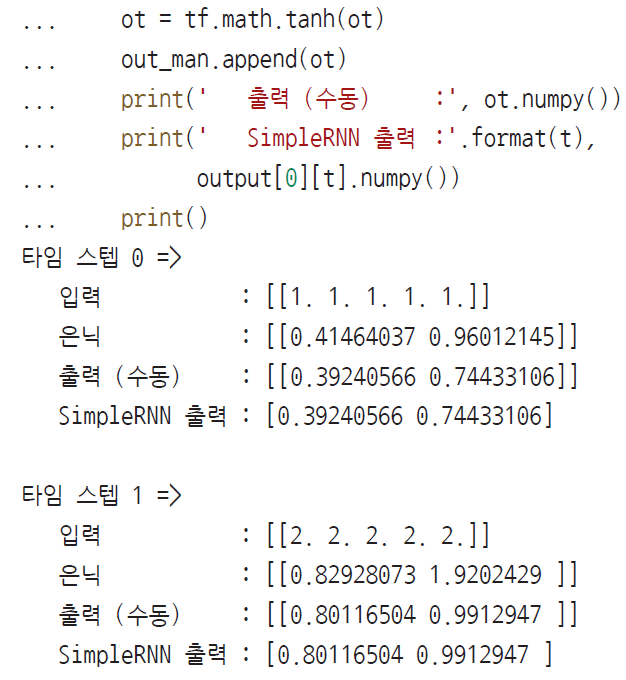 ...     ot = tf.math.tanh(ot)
...     out_man.append(ot)
...     print('   출력 (수동)     :', ot.numpy())
...     print('   SimpleRNN 출력 :'.format(t),
...           output[0][t].numpy())
...     print()
타임 스텝 0 =>
   입력           : [[1. 1. 1. 1. 1.]]
   은닉           : [[0.41464037 0.96012145]]
   출력 (수동)     : [[0.39240566 0.74433106]]
   SimpleRNN 출력 : [0.39240566 0.74433106]

타임 스텝 1 =>
   입력           : [[2. 2. 2. 2. 2.]]
   은닉           : [[0.82928073 1.9202429 ]]
   출력 (수동)     : [[0.80116504 0.9912947 ]]
   SimpleRNN 출력 : [0.80116504 0.9912947 ]